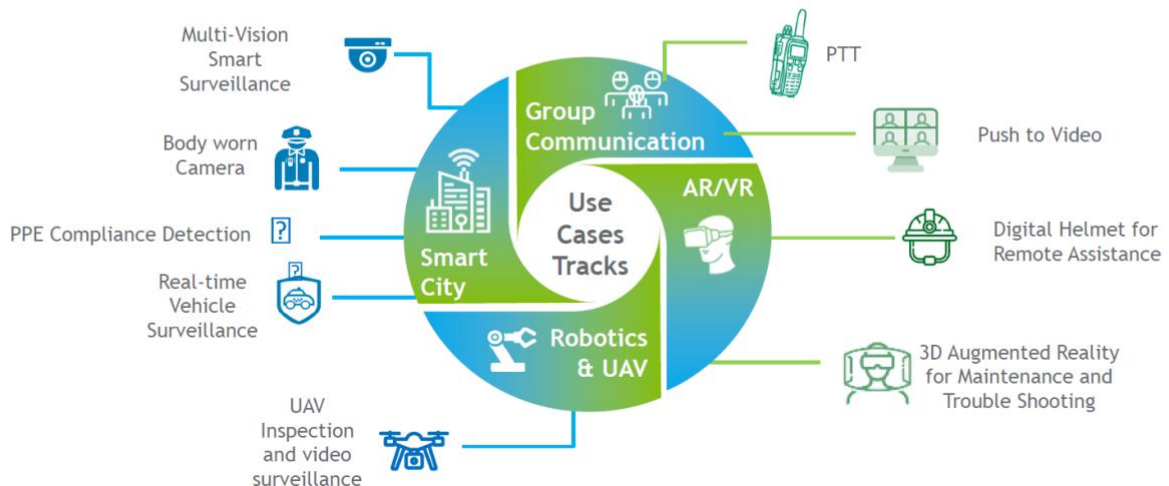 Multi-Vision
Smart
Surveillance
Body worn
Camera
PPE Compliance Detection
?
Real-time
Vehicle
Surveillance
?
UAV
Inspection
and video
surveillance
Group
Communication
AR/VR
Smart
City
Robotics
& UAV
Use
Cases
Tracks
PTT
Push to Video
Digital Helmet for
Remote Assistance
3D Augmented Reality
for Maintenance and
Trouble Shooting